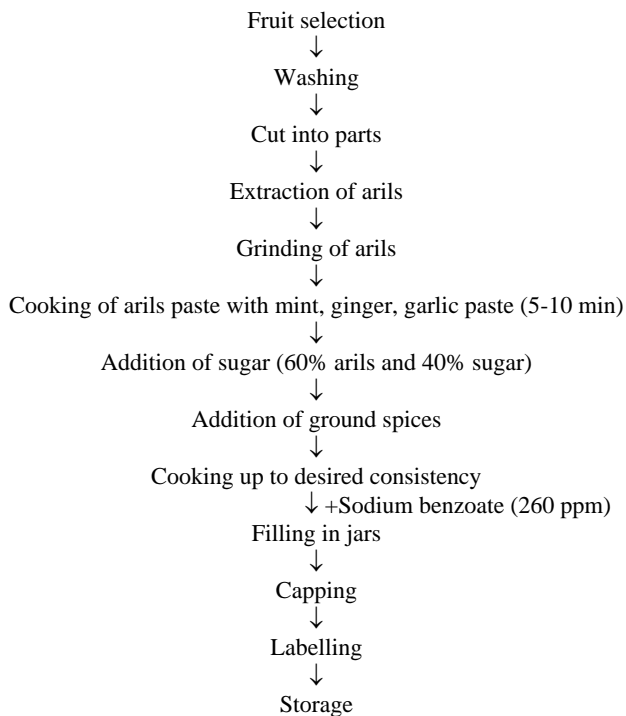 Fruit selection
↓
Washing
↓
Cut into parts
↓
Extraction of arils
↓
Grinding of arils
↓
Cooking of arils paste with mint, ginger, garlic paste (5-10 min)
↓
Addition of sugar (60% arils and 40% sugar)
↓
Addition of ground spices
↓
Cooking up to desired consistency
↓ +Sodium benzoate (260 ppm)
Filling in jars
↓
Capping
↓
Labelling
↓
Storage